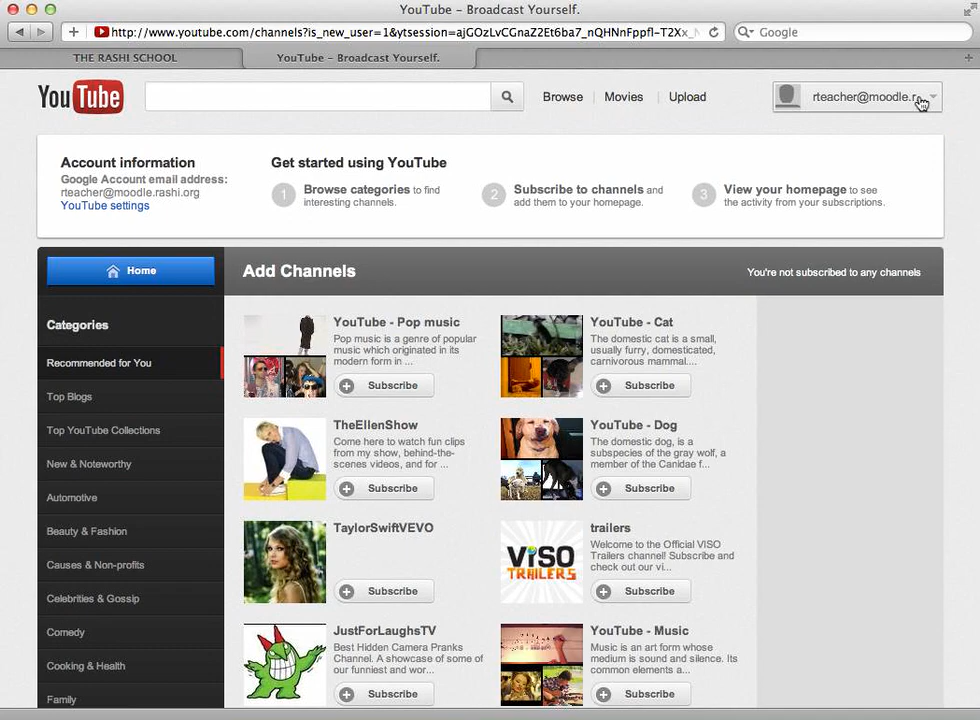 YouTube - Broadcast Yourself.
http://www.youtube.com/channels?is_new_user=1&ytsession=ajGOzLvCGnaZ2Et6ba7_nQHNnFppfl-T2Xx_N
Google
THE RASHI SCHOOL
YouTube - Broadcast Yourself.
YouTube
Browse
Movies
Upload
rteacher@moodle.r...
Account information
Google Account email address:
rteacher@moodle.rashi.org
YouTube settings
Get started using YouTube
1
Browse categories to find
interesting channels.
2
Subscribe to channels and
add them to your homepage.
3
View your homepage to see
the activity from your subscriptions.
Home
Categories
Recommended for You
Top Blogs
Top YouTube Collections
New & Noteworthy
Automotive
Beauty & Fashion
Causes & Non-profits
Celebrities & Gossip
Comedy
Cooking & Health
Family
Add Channels
You're not subscribed to any channels
YouTube - Pop music
Pop music is a genre of popular
music which originated in its
modern form in ...
Subscribe
YouTube - Cat
The domestic cat is a small,
usually furry, domesticated,
carnivorous mammal....
Subscribe
TheEllenShow
Come here to watch fun clips
from my show, behind-the-
scenes videos, and for ...
Subscribe
YouTube - Dog
The domestic dog, is a
subspecies of the gray wolf, a
member of the Canidae f...
Subscribe
TaylorSwiftVEVO
Subscribe
VISO
TRAILERS
trailers
Welcome to the Official VISO
Trailers channel! Subscribe and
check out our vi...
Subscribe
JustForLaughsTV
Best Hidden Camera Pranks
Channel. A showcase of some of
our funniest and wor...
Subscribe
YouTube - Music
Music is an art form whose
medium is sound and silence. Its
common elements a...
Subscribe